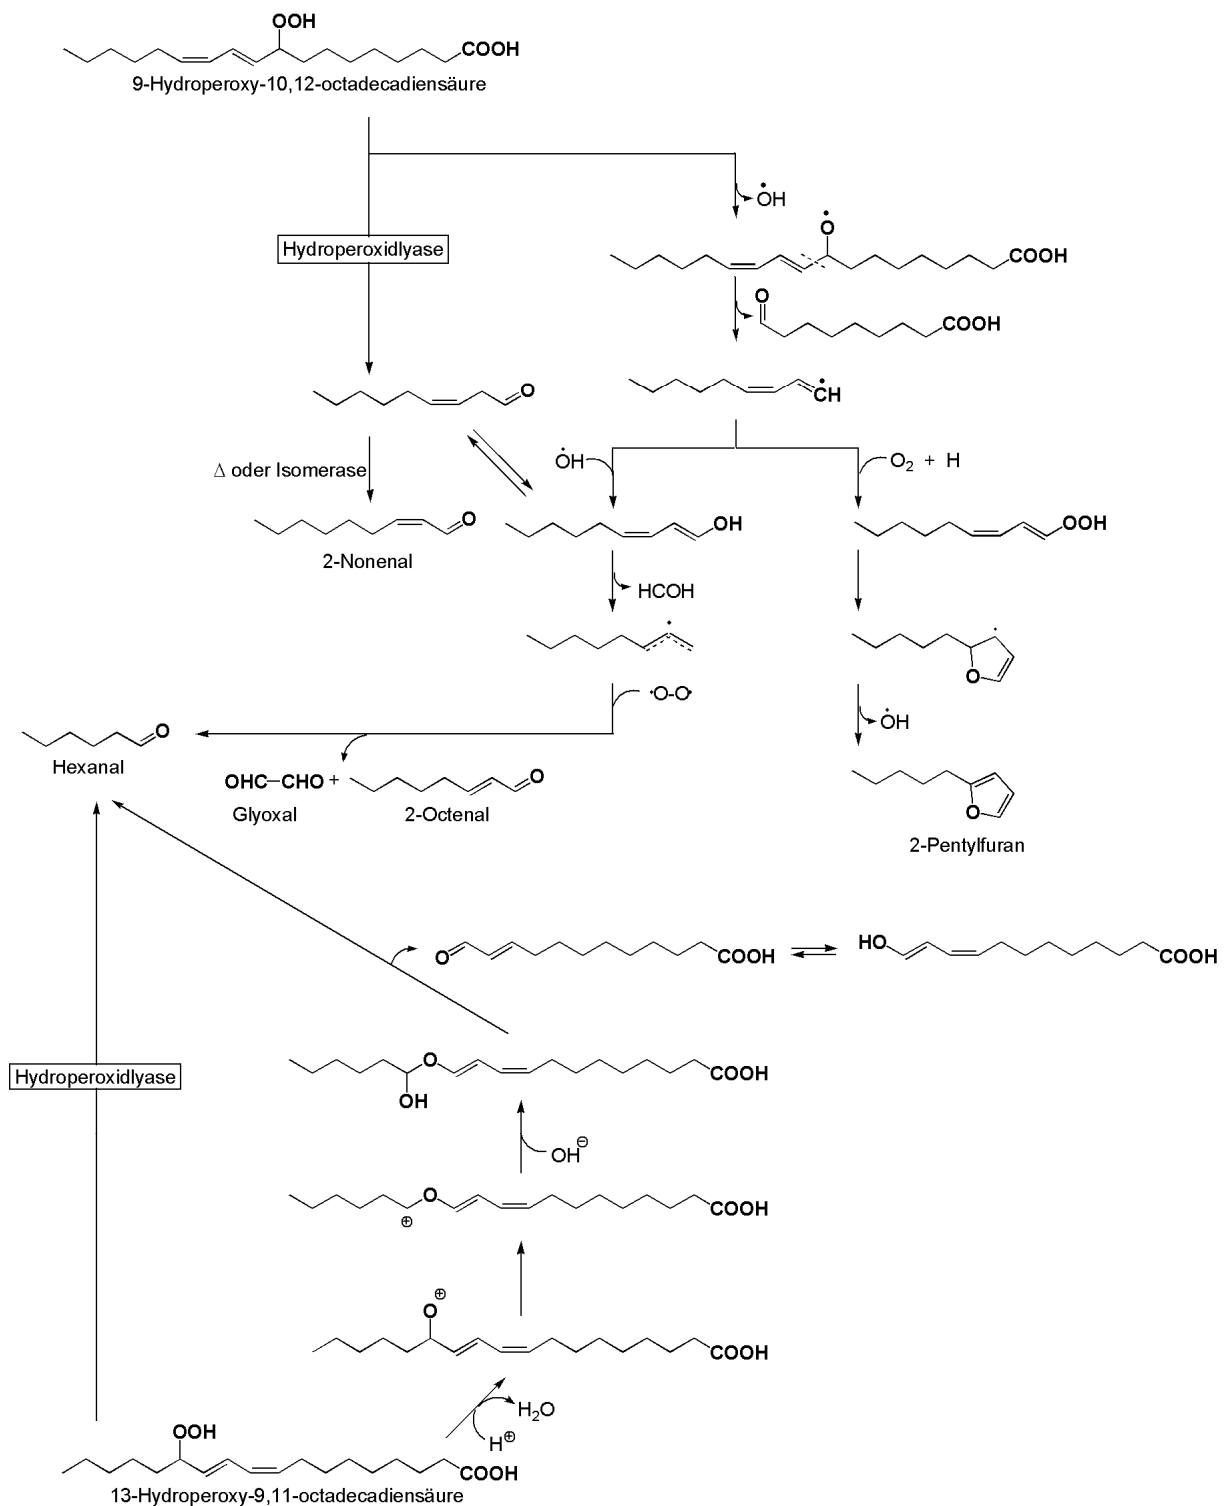 OOH
COOH
9-Hydroperoxy-10,12-octadecadiensäure
•OH
Hydroperoxidlyase
•O
COOH
O
COOH
O
•CH
Δ oder Isomerase
•OH
O₂ + H
O
OH
OOH
2-Nonenal
HCOH
•
•
O
•O-O•
•OH
O
Hexanal
OHC-CHO + O
Glyoxal
2-Octenal
O
2-Pentylfuran
O
COOH
HO
COOH
Hydroperoxidlyase
O
COOH
OH
OH⊖
O
COOH
⊕
O⊕
COOH
H₂O
H⊕
OOH
COOH
13-Hydroperoxy-9,11-octadecadiensäure